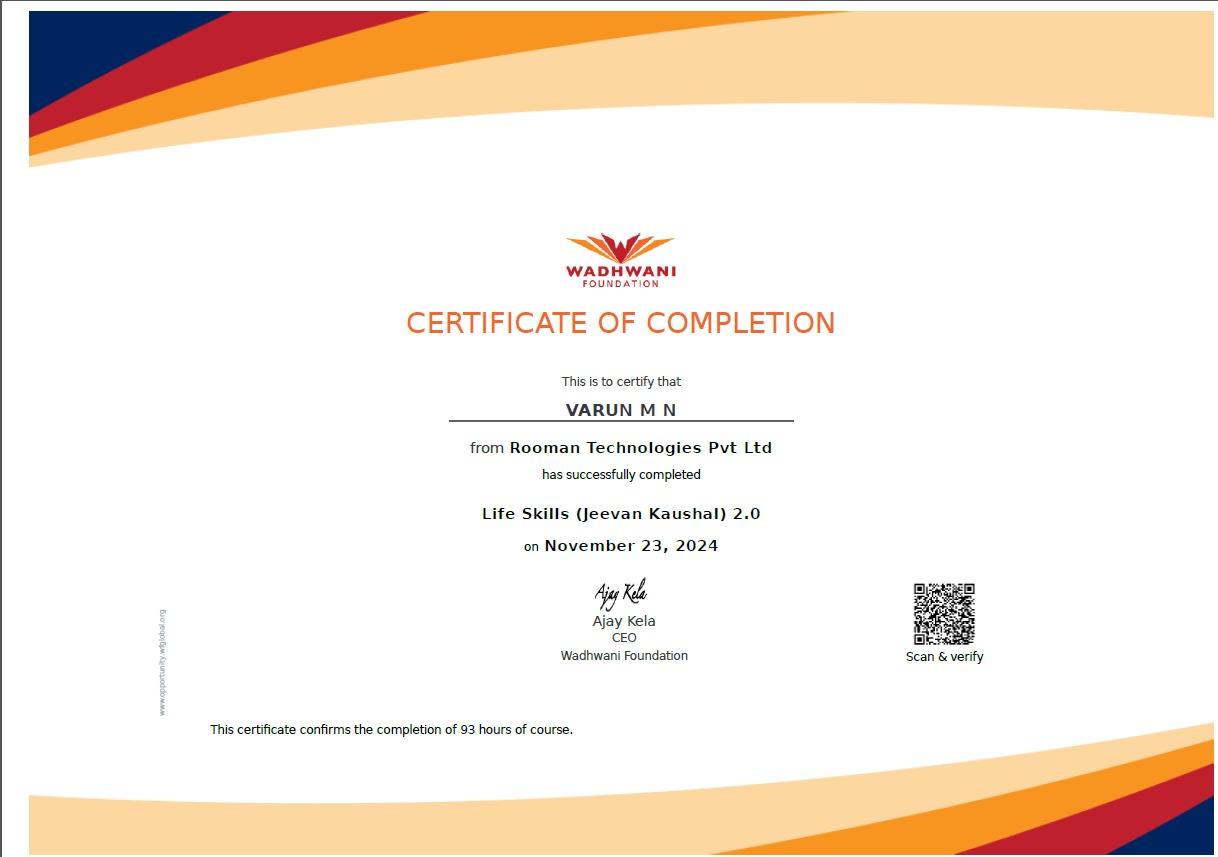 WADHWANI
FOUNDATION
CERTIFICATE OF COMPLETION
This is to certify that
VARUN M N
from Rooman Technologies Pvt Ltd
has successfully completed
Life Skills (Jeevan Kaushal) 2.0
on November 23, 2024
Ajay Kela
Ajay Kela
CEO
Wadhwani Foundation
Scan & verify
www.opportunity.wfglobal.org
This certificate confirms the completion of 93 hours of course.